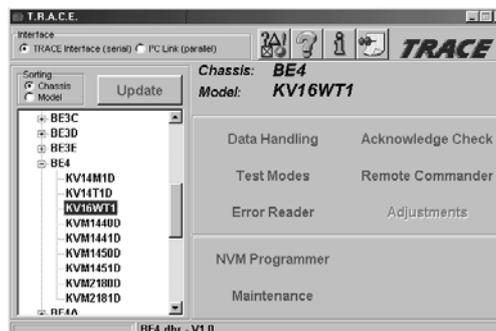 T.R.A.C.E.
Interface
TRACE Interface (serial) I²C Link (parallel)
TRACE
Sorting
Chassis
Model
Update
Chassis: BE4
Model: KV16WT1
BE3C
BE3D
BE3E
BE4
KV14M1D
KV14T1D
KV16WT1
KVM1440D
KVM1441D
KVM1450D
KVM1451D
KVM2180D
KVM2181D
BE4A
Data Handling Acknowledge Check
Test Modes Remote Commander
Error Reader Adjustments
NVM Programmer
Maintenance
BE4.dbr - V1.0